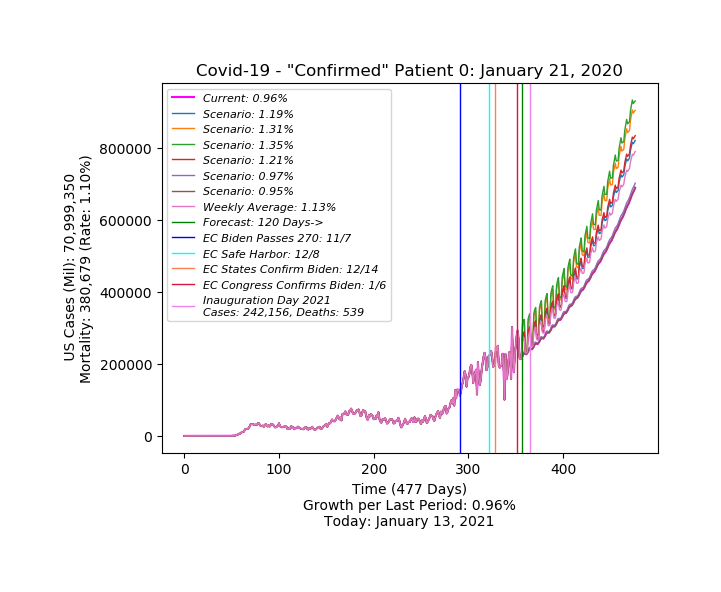 Covid-19 - "Confirmed" Patient 0: January 21, 2020
Current: 0.96%
Scenario: 1.19%
Scenario: 1.31%
Scenario: 1.35%
Scenario: 1.21%
Scenario: 0.97%
Scenario: 0.95%
Weekly Average: 1.13%
Forecast: 120 Days->
EC Biden Passes 270: 11/7
EC Safe Harbor: 12/8
EC States Confirm Biden: 12/14
EC Congress Confirms Biden: 1/6
Inauguration Day 2021
Cases: 242,156, Deaths: 539
US Cases (Mil): 70,999,350
Mortality: 380,679 (Rate: 1.10%)
800000
600000
400000
200000
0
0 100 200 300 400
Time (477 Days)
Growth per Last Period: 0.96%
Today: January 13, 2021